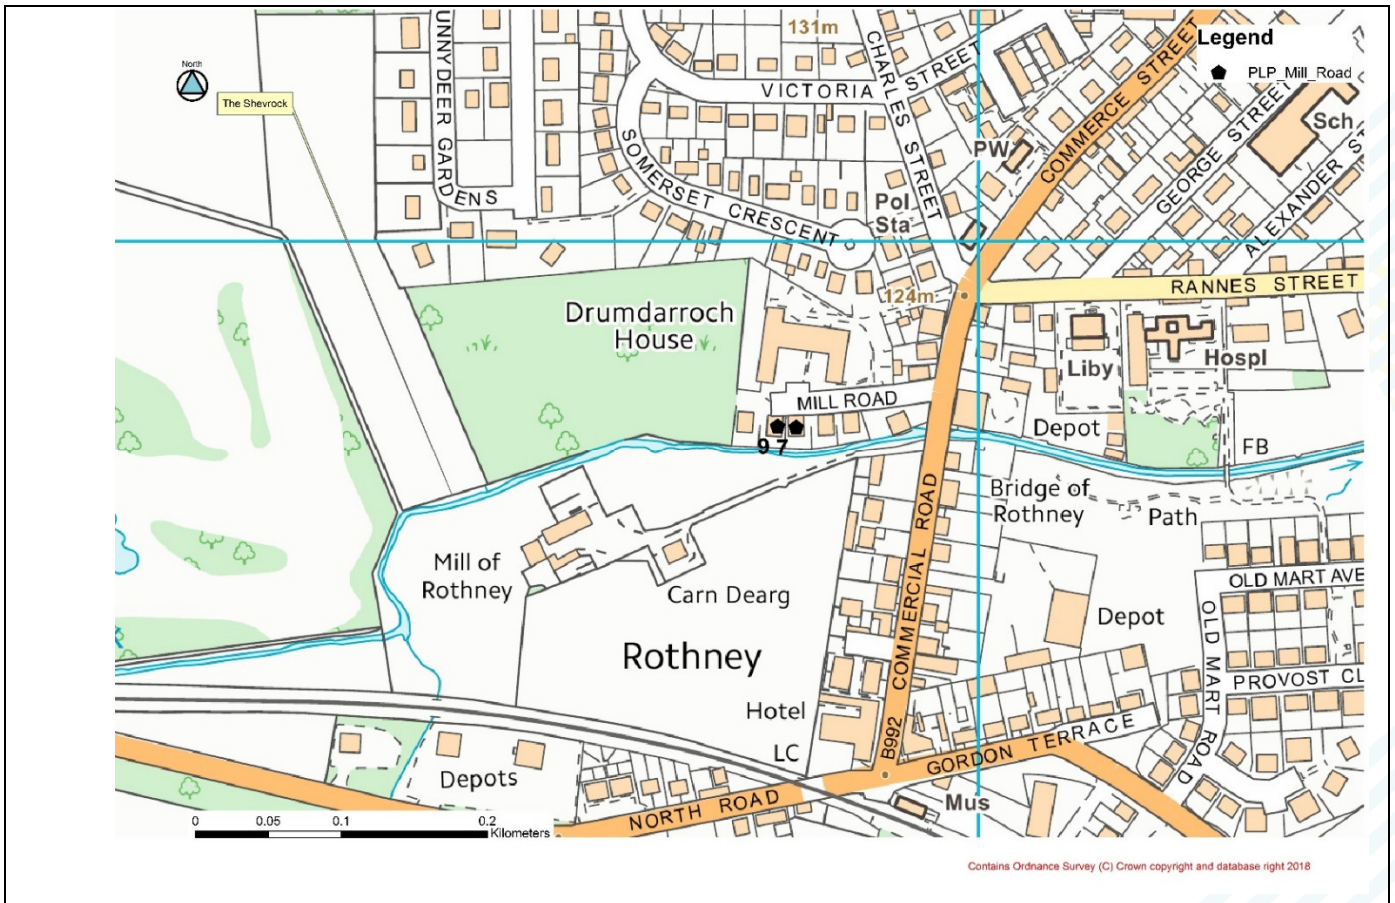 131m
Legend
PLP_Mill_Road
North
The Shevrock
UNNYDEER GARDENS
VICTORIA STREET
CHARLES STREET
COMMERCE STREET
SOMERSET CRESCENT
PW
Sch
GEORGE STREET
ALEXANDER ST
Pol
Sta
124m
RANNES STREET
Drumdarroch
House
Liby
Hospl
MILL ROAD
9 7
Depot
FB
Bridge of
Rothney
Path
Mill of
Rothney
Carn Dearg
COMMERCIAL ROAD
OLD MART AVE
Depot
Rothney
OLD MART ROAD
PROVOST CL
Hotel
LC
B992
GORDON TERRACE
Depots
NORTH ROAD
Mus
0 0.05 0.1 0.2
Kilometers
Contains Ordnance Survey (C) Crown copyright and database right 2018